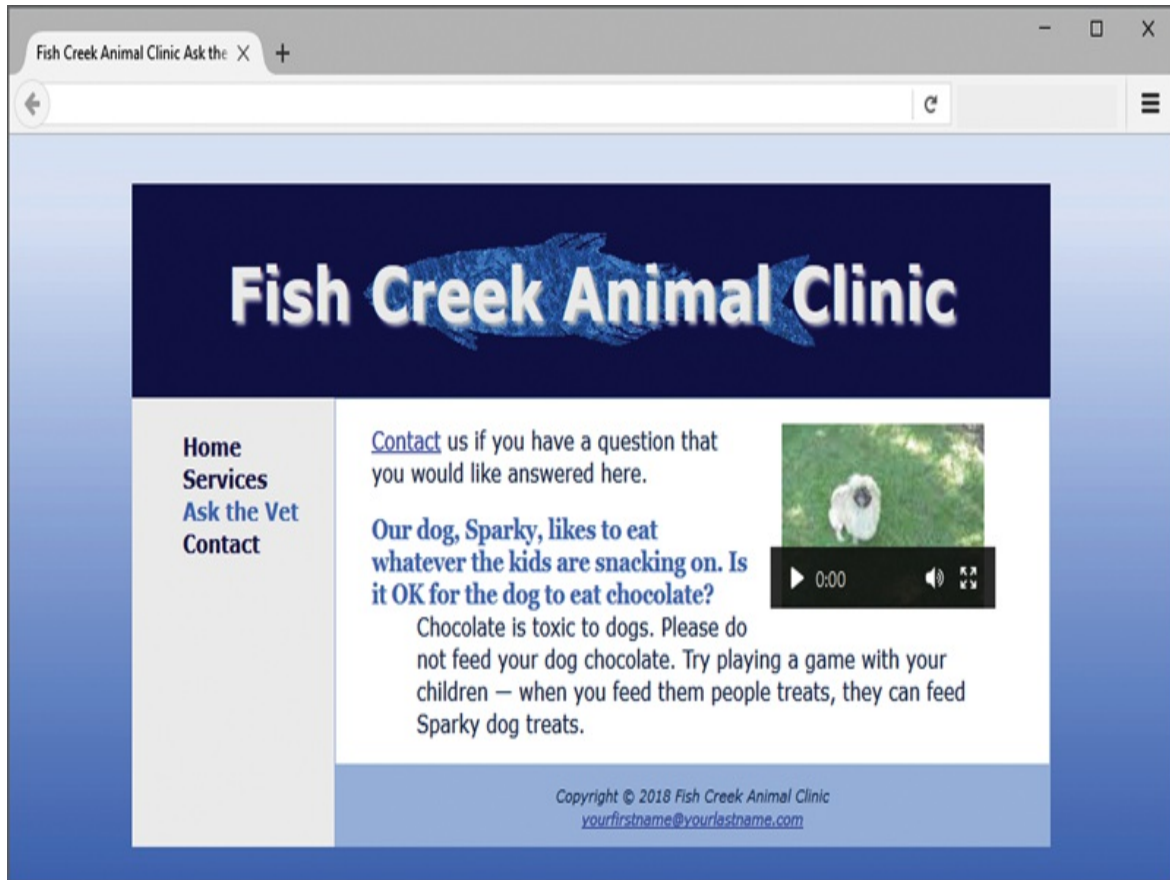 Fish Creek Animal Clinic Ask the
Fish Creek Animal Clinic
Home
Services
Ask the Vet
Contact
Contact us if you have a question that
you would like answered here.
Our dog, Sparky, likes to eat
whatever the kids are snacking on. Is
it OK for the dog to eat chocolate?
Chocolate is toxic to dogs. Please do
not feed your dog chocolate. Try playing a game with your
children — when you feed them people treats, they can feed
Sparky dog treats.
0:00
Copyright © 2018 Fish Creek Animal Clinic
yourfirstname@yourlastname.com